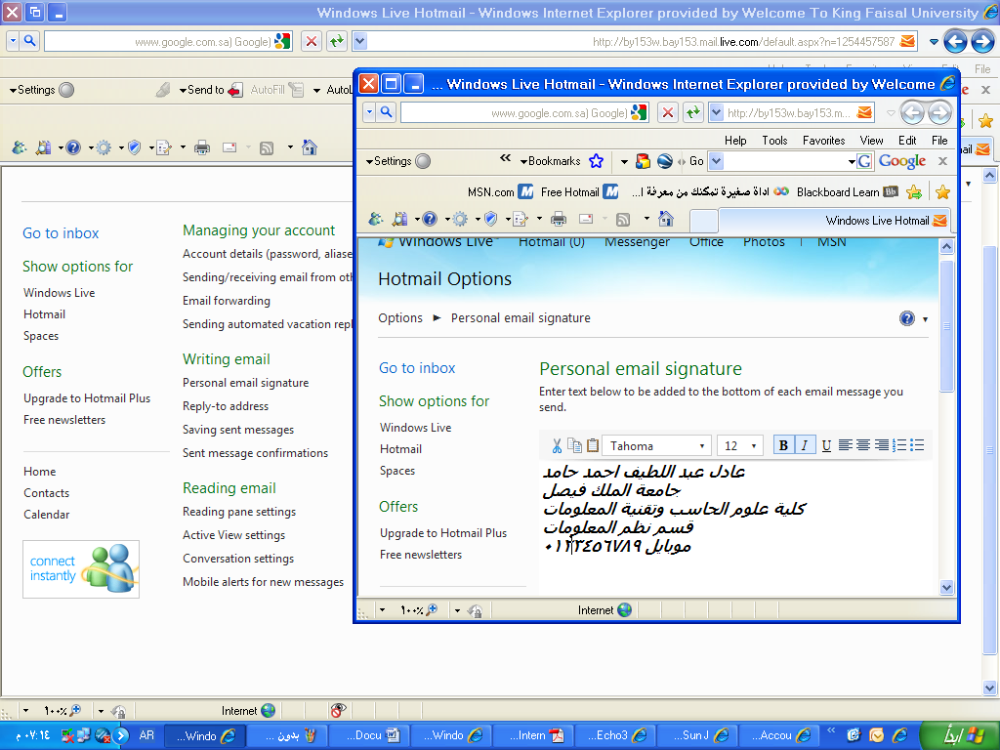 Windows Live Hotmail - Windows Internet Explorer provided by Welcome To King Faisal University
www.google.com.sa) Google)
http://by153w.bay153.mail.live.com/default.aspx?n=1254457587
File
Settings
Send to
AutoFill
Go to inbox
Show options for
Windows Live
Hotmail
Spaces
Offers
Upgrade to Hotmail Plus
Free newsletters
Home
Contacts
Calendar
connect instantly
Managing your account
Account details (password, aliase
Sending/receiving email from
Email forwarding
Sending automated vacation repl
Writing email
Personal email signature
Reply-to address
Saving sent messages
Sent message confirmations
Reading email
Reading pane settings
Active View settings
Conversation settings
Mobile alerts for new messages
... Windows Live Hotmail - Windows Internet Explorer provided by Welcome
www.google.com.sa) Google)
http://by153w.bay153.m...
Help Tools Favorites View Edit File
Settings
Bookmarks
Go
Google
MSN.com
Free Hotmail
اداة صغيرة تمكنك من معرفة ا...
Blackboard Learn
Windows Live Hotmail
Windows Live Hotmail (0) Messenger Office Photos | MSN
Hotmail Options
Options ► Personal email signature
Go to inbox
Show options for
Windows Live
Hotmail
Spaces
Offers
Upgrade to Hotmail Plus
Free newsletters
Personal email signature
Enter text below to be added to the bottom of each email message you
send.
Tahoma 12 B I U
عادل عبد اللطيف احمد حامد
جامعة الملك فيصل
كلية علوم الحاسب وتقنية المعلومات
قسم نظم المعلومات
موبايل ٠١٢٣٤٥٦٧٨٩
١٠٠%
Internet
١٠٠%
Internet
٠٧:١٤ م
AR
...Windo
بدون ...
...Docu
...Windo
...Intern
...Echo3
...Sun J
...Accou
ابدأ